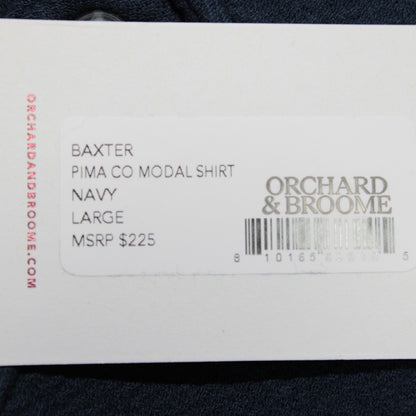 ORCHARDANDBROOME.COM
BAXTER
PIMA CO MODAL SHIRT
NAVY
LARGE
MSRP $225
ORCHARD
& BROOME